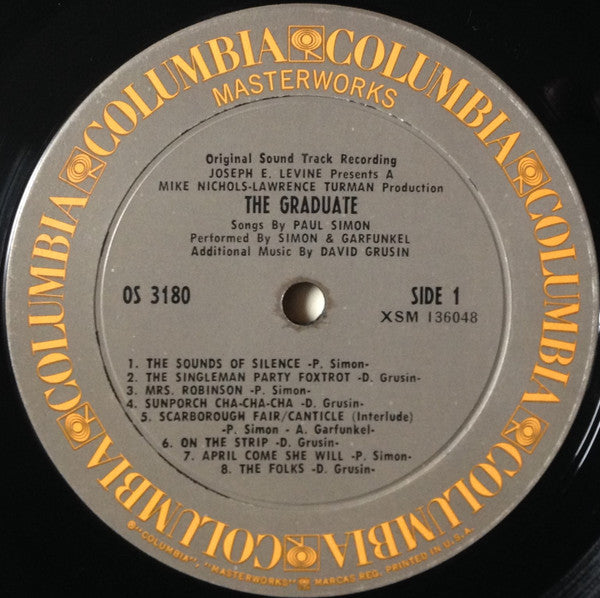 COLUMBIA COLUMBIA COLUMBIA COLUMBIA COLUMBIA COLUMBIA COLUMBIA
MASTERWORKS
Original Sound Track Recording
JOSEPH E. LEVINE Presents A
MIKE NICHOLS-LAWRENCE TURMAN Production
THE GRADUATE
Songs By PAUL SIMON
Performed By SIMON & GARFUNKEL
Additional Music By DAVID GRUSIN
OS 3180
SIDE 1
XSM 136048
1. THE SOUNDS OF SILENCE -P. Simon-
2. THE SINGLEMAN PARTY FOXTROT -D. Grusin-
3. MRS. ROBINSON -P. Simon-
4. SUNPORCH CHA-CHA-CHA -D. Grusin-
5. SCARBOROUGH FAIR/CANTICLE (Interlude)
-P. Simon - A. Garfunkel-
6. ON THE STRIP -D. Grusin-
7. APRIL COME SHE WILL -P. Simon-
8. THE FOLKS -D. Grusin-
®"COLUMBIA", "MASTERWORKS" MARCAS REG. PRINTED IN U.S.A.